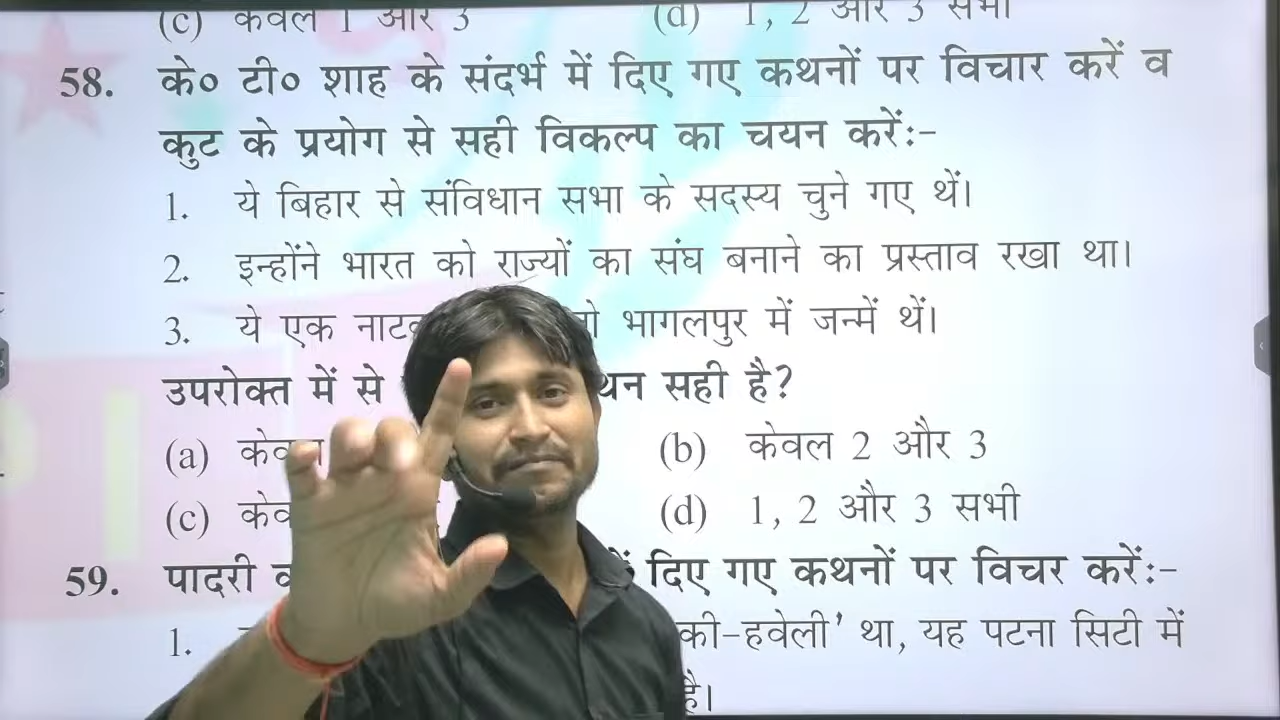 (c) केवल 1 और 3 (d) 1, 2 और 3 सभी
58. के० टी० शाह के संदर्भ में दिए गए कथनों पर विचार करें व
कुट के प्रयोग से सही विकल्प का चयन करेंः-
1. ये बिहार से संविधान सभा के सदस्य चुने गए थें।
2. इन्होंने भारत को राज्यों का संघ बनाने का प्रस्ताव रखा था।
3. ये एक भागलपुर में जन्में थें।
उपरोक्त में से सही है?
(a) (b) केवल 2 और 3
(c) (d) 1, 2 और 3 सभी
59. पादरी दिए गए कथनों पर विचर करेंः-
1. की-हवेली' था, यह पटना सिटी में
है।